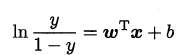 ln y/(1 − y) = wᵀx + b